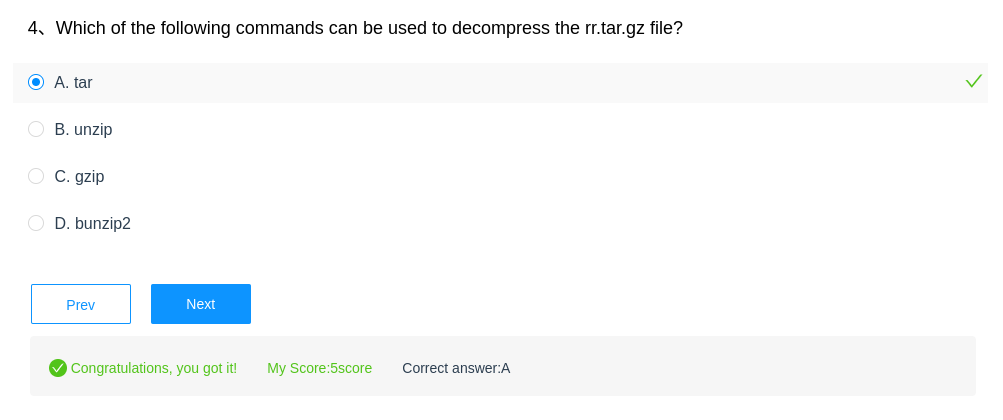 4、Which of the following commands can be used to decompress the rr.tar.gz file?
A. tar
B. unzip
C. gzip
D. bunzip2
Prev Next
Congratulations, you got it! My Score:5score Correct answer:A